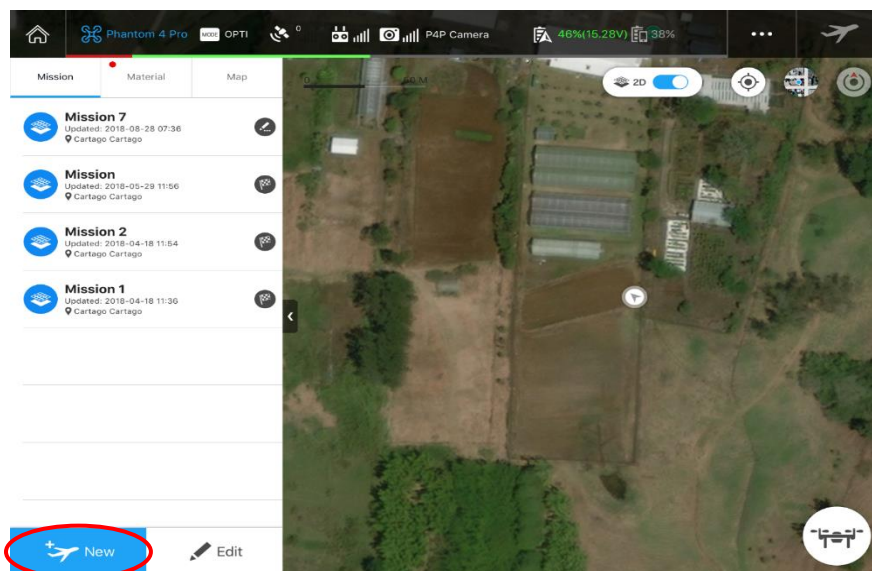 Phantom 4 Pro MODE OPTI 0 P4P Camera 46%(15.28V) 38%
Mission Material Map
0 0 M
2D
Mission 7
Updated: 2018-08-28 07:36
Cartago Cartago
Mission
Updated: 2018-05-29 11:56
Cartago Cartago
Mission 2
Updated: 2018-04-18 11:54
Cartago Cartago
Mission 1
Updated: 2018-04-18 11:36
Cartago Cartago
New Edit